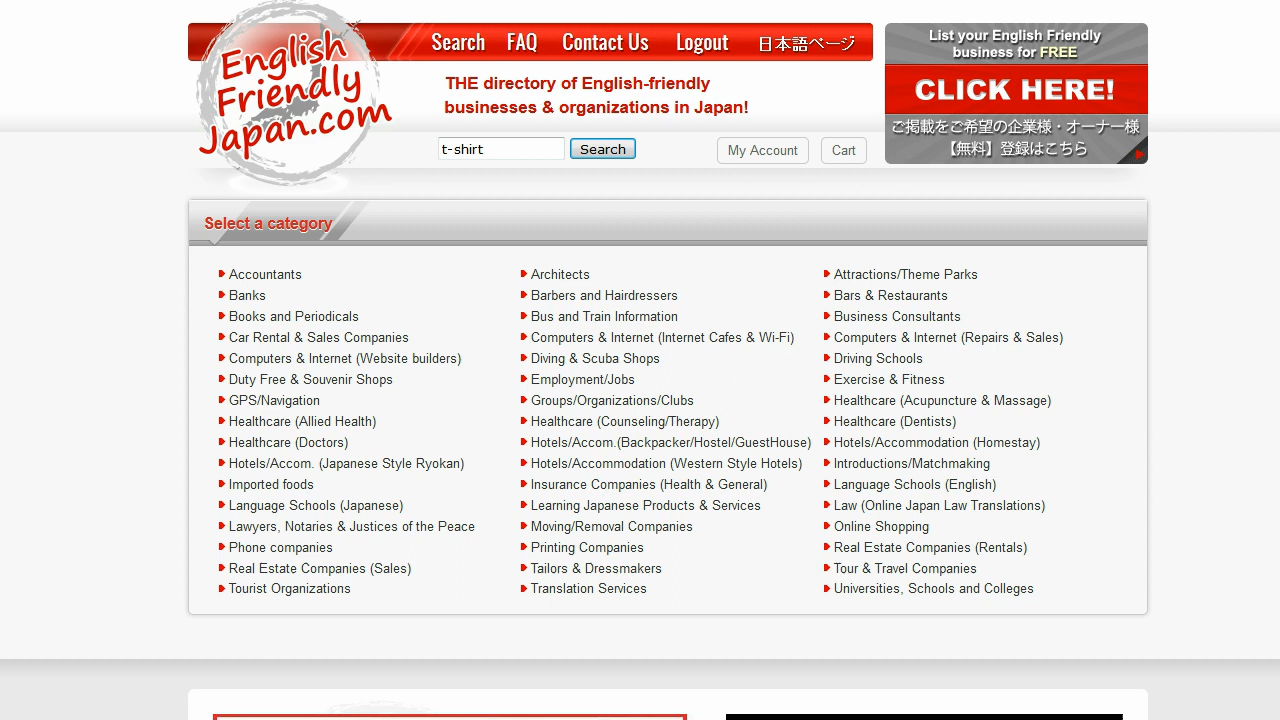 English
Friendly
Japan.com
Search FAQ Contact Us Logout 日本語ページ
THE directory of English-friendly
businesses & organizations in Japan!
t-shirt Search My Account Cart
List your English Friendly
business for FREE
CLICK HERE!
ご掲載をご希望の企業様・オーナー様
【無料】登録はこちら
Select a category
Accountants Architects Attractions/Theme Parks
Banks Barbers and Hairdressers Bars & Restaurants
Books and Periodicals Bus and Train Information Business Consultants
Car Rental & Sales Companies Computers & Internet (Internet Cafes & Wi-Fi) Computers & Internet (Repairs & Sales)
Computers & Internet (Website builders) Diving & Scuba Shops Driving Schools
Duty Free & Souvenir Shops Employment/Jobs Exercise & Fitness
GPS/Navigation Groups/Organizations/Clubs Healthcare (Acupuncture & Massage)
Healthcare (Allied Health) Healthcare (Counseling/Therapy) Healthcare (Dentists)
Healthcare (Doctors) Hotels/Accom.(Backpacker/Hostel/GuestHouse) Hotels/Accommodation (Homestay)
Hotels/Accom. (Japanese Style Ryokan) Hotels/Accommodation (Western Style Hotels) Introductions/Matchmaking
Imported foods Insurance Companies (Health & General) Language Schools (English)
Language Schools (Japanese) Learning Japanese Products & Services Law (Online Japan Law Translations)
Lawyers, Notaries & Justices of the Peace Moving/Removal Companies Online Shopping
Phone companies Printing Companies Real Estate Companies (Rentals)
Real Estate Companies (Sales) Tailors & Dressmakers Tour & Travel Companies
Tourist Organizations Translation Services Universities, Schools and Colleges